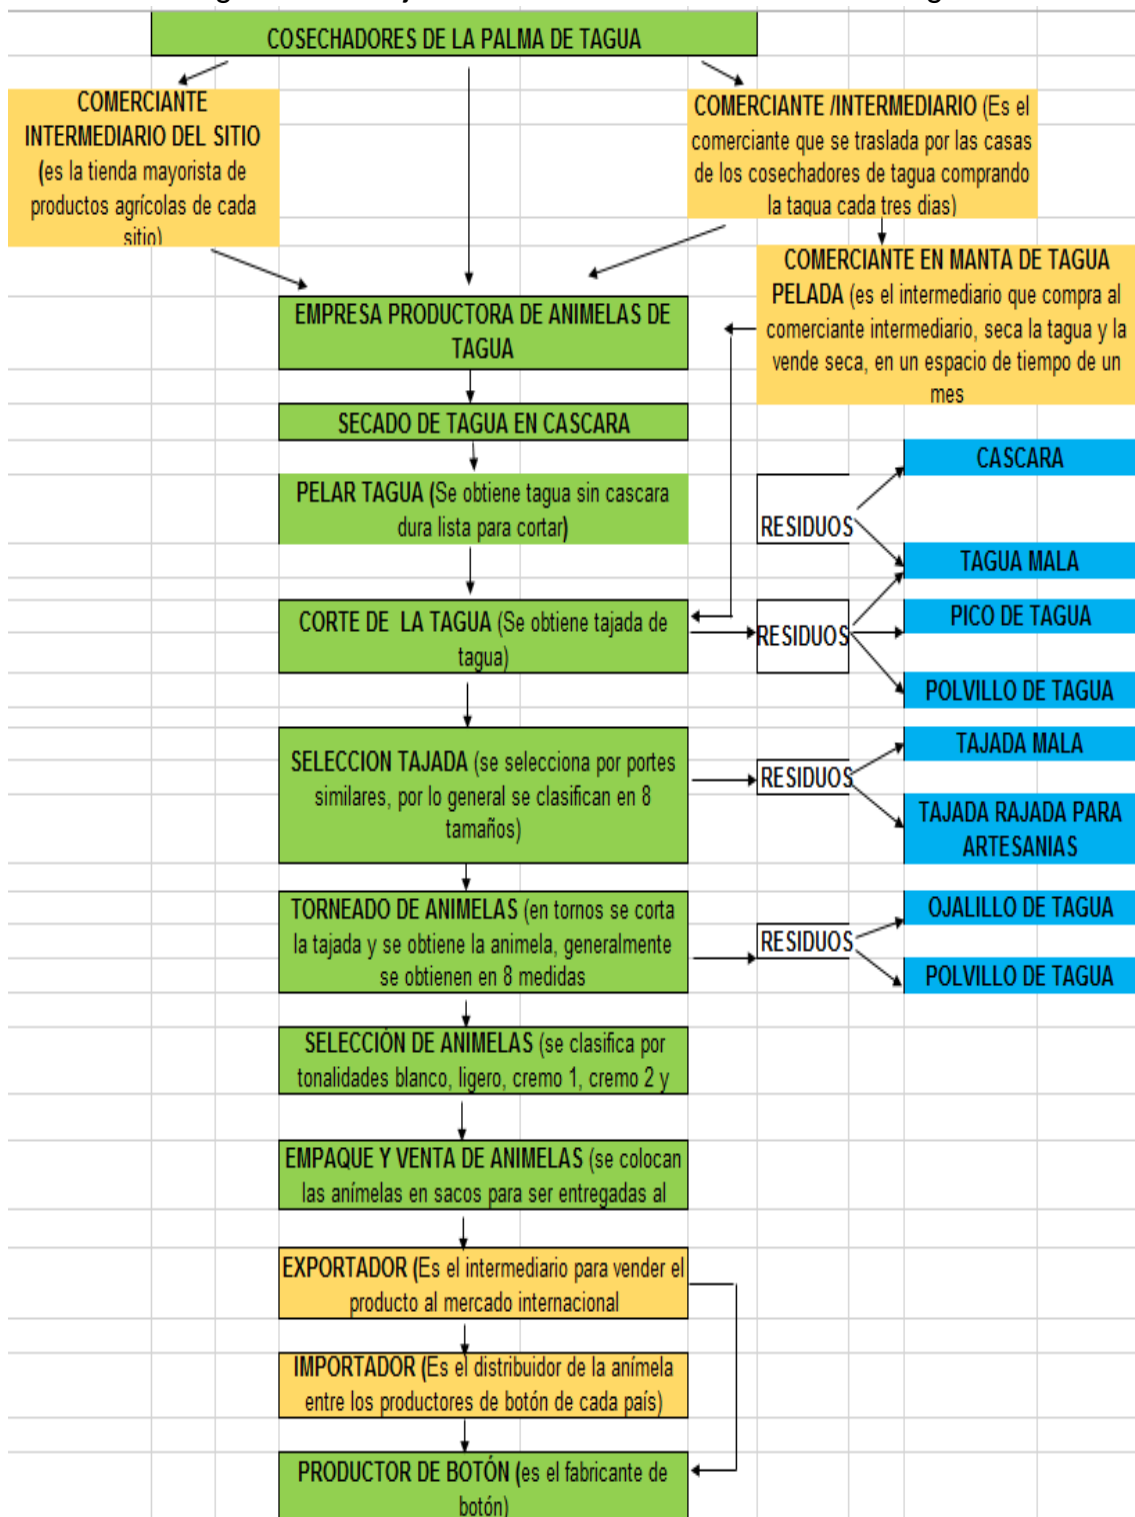 COSECHADORES DE LA PALMA DE TAGUA
COMERCIANTE
INTERMEDIARIO DEL SITIO
(es la tienda mayorista de
productos agrícolas de cada
sitio)
COMERCIANTE /INTERMEDIARIO (Es el
comerciante que se traslada por las casas
de los cosechadores de tagua comprando
la tagua cada tres dias)
COMERCIANTE EN MANTA DE TAGUA
PELADA (es el intermediario que compra al
comerciante intermediario, seca la tagua y la
vende seca, en un espacio de tiempo de un
mes
EMPRESA PRODUCTORA DE ANIMELAS DE
TAGUA
SECADO DE TAGUA EN CASCARA
PELAR TAGUA (Se obtiene tagua sin cascara
dura lista para cortar)
RESIDUOS
CASCARA
TAGUA MALA
CORTE DE LA TAGUA (Se obtiene tajada de
tagua)
RESIDUOS
PICO DE TAGUA
POLVILLO DE TAGUA
SELECCION TAJADA (se selecciona por portes
similares, por lo general se clasifican en 8
tamaños)
RESIDUOS
TAJADA MALA
TAJADA RAJADA PARA
ARTESANIAS
TORNEADO DE ANIMELAS (en tornos se corta
la tajada y se obtiene la animela, generalmente
se obtienen en 8 medidas
RESIDUOS
OJALILLO DE TAGUA
POLVILLO DE TAGUA
SELECCIÓN DE ANIMELAS (se clasifica por
tonalidades blanco, ligero, cremo 1, cremo 2 y
EMPAQUE Y VENTA DE ANIMELAS (se colocan
las anímelas en sacos para ser entregadas al
EXPORTADOR (Es el intermediario para vender el
producto al mercado internacional
IMPORTADOR (Es el distribuidor de la anímela
entre los productores de botón de cada país)
PRODUCTOR DE BOTÓN (es el fabricante de
botón)